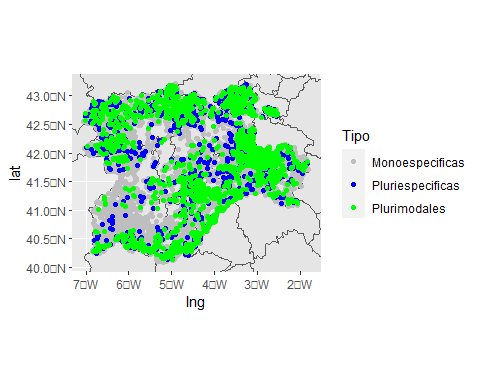 43.0□N
42.5□N
42.0□N
41.5□N
41.0□N
40.5□N
40.0□N
lat
7□W
6□W
5□W
4□W
3□W
2□W
lng
Tipo
Monoespecificas
Pluriespecificas
Plurimodales